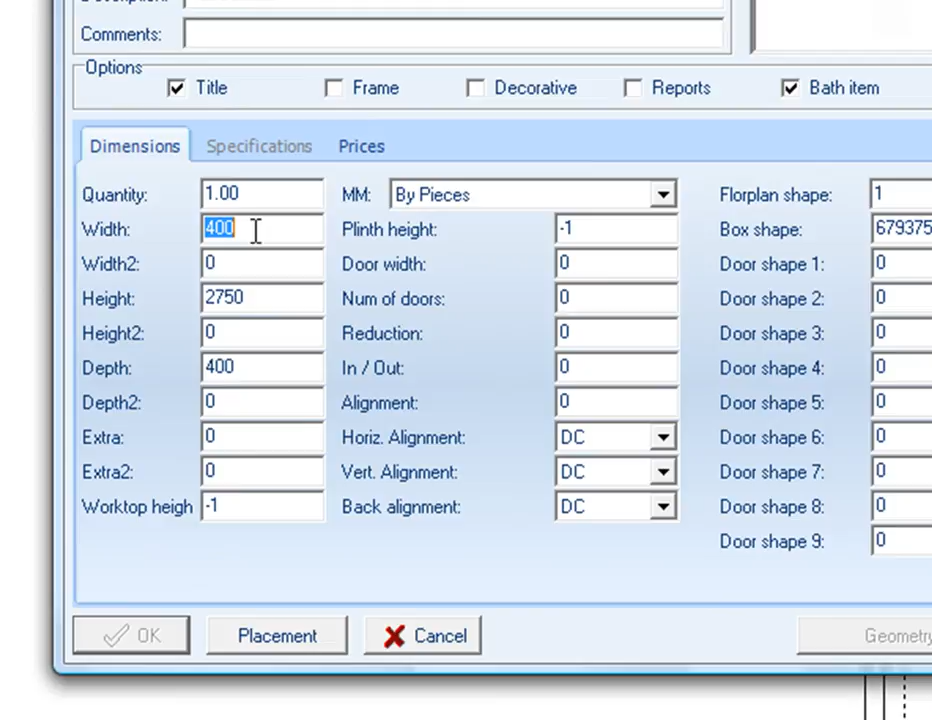 Comments:
Options
Title Frame Decorative Reports Bath item
Dimensions Specifications Prices
Quantity: 1.00 MM: By Pieces Florplan shape: 1
Width: 400 Plinth height: -1 Box shape: 679375
Width2: 0 Door width: 0 Door shape 1: 0
Height: 2750 Num of doors: 0 Door shape 2: 0
Height2: 0 Reduction: 0 Door shape 3: 0
Depth: 400 In / Out: 0 Door shape 4: 0
Depth2: 0 Alignment: 0 Door shape 5: 0
Extra: 0 Horiz. Alignment: DC Door shape 6: 0
Extra2: 0 Vert. Alignment: DC Door shape 7: 0
Worktop heigh -1 Back alignment: DC Door shape 8: 0
Door shape 9: 0
OK Placement Cancel Geometry